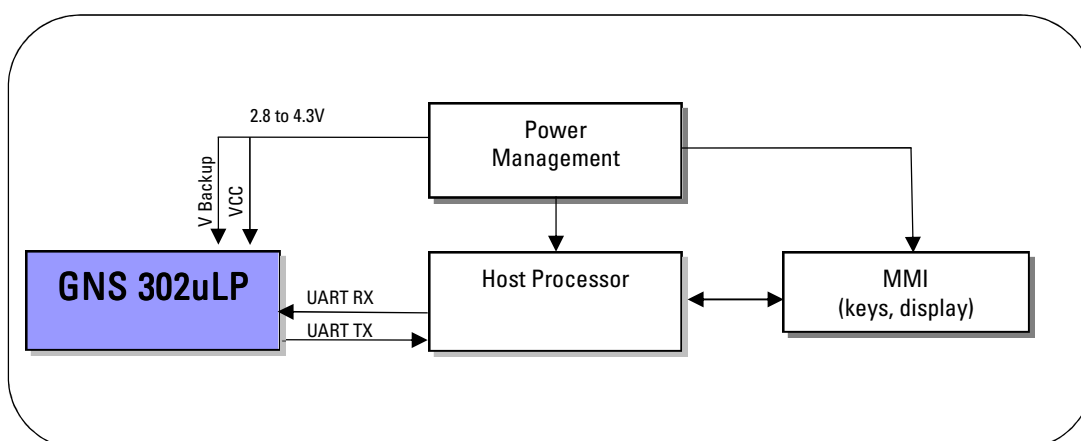 2.8 to 4.3V
Power
Management
V Backup
VCC
GNS 302uLP
UART RX
UART TX
Host Processor
MMI
(keys, display)